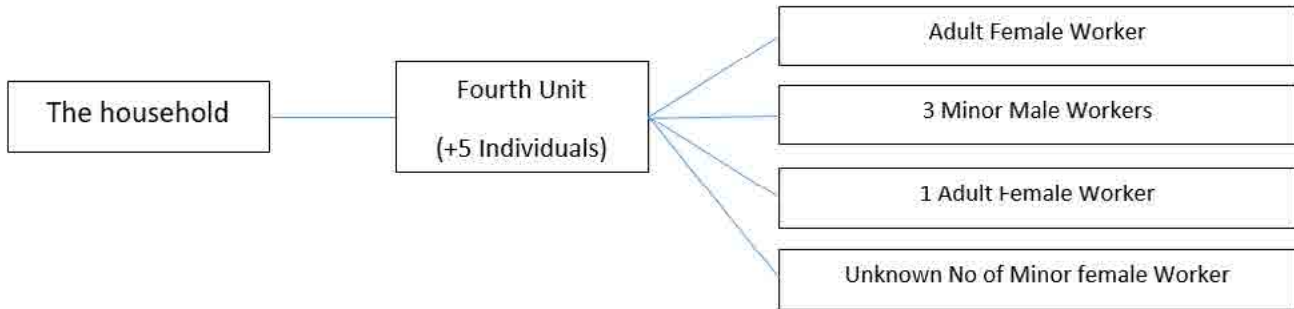 The household
Fourth Unit
(+5 Individuals)
Adult Female Worker
3 Minor Male Workers
1 Adult Female Worker
Unknown No of Minor female Worker